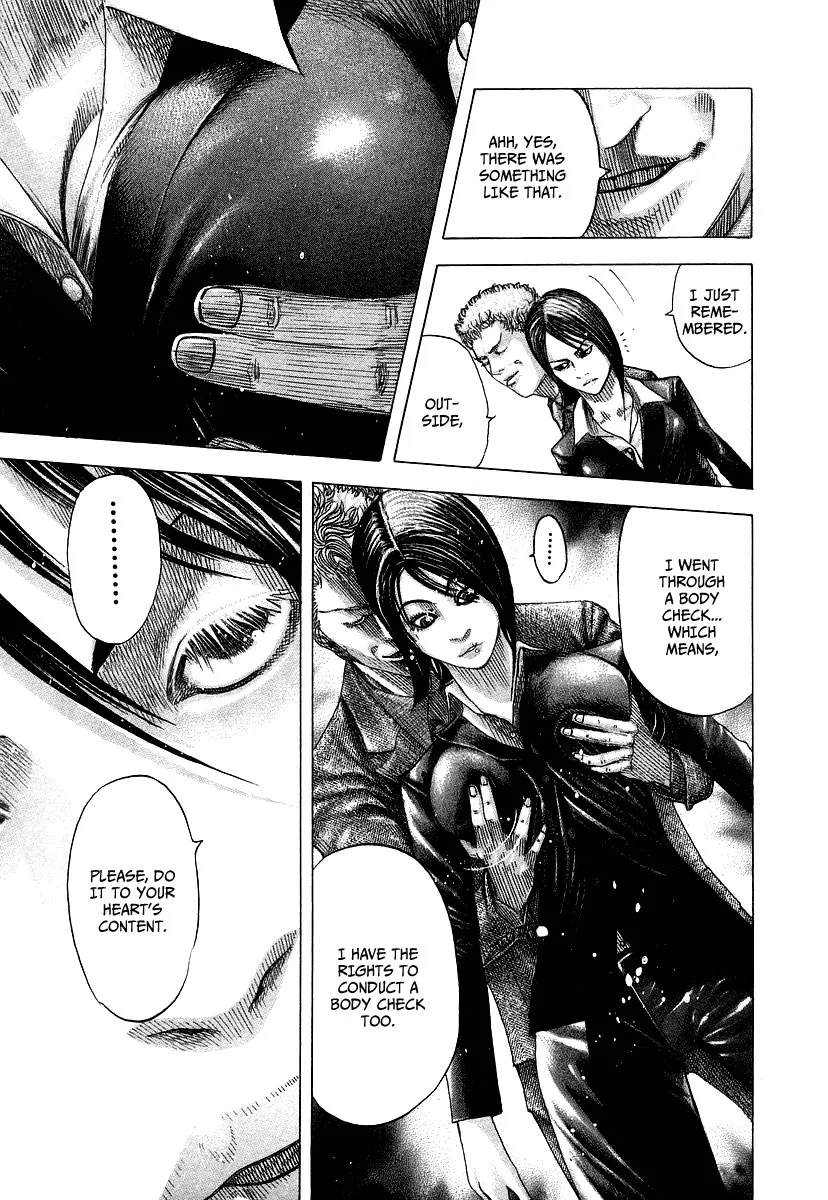 AHH, YES,
THERE WAS
SOMETHING
LIKE THAT.
I JUST
REME-
MBERED.
OUT-
SIDE,
I WENT
THROUGH
A BODY
CHECK...
WHICH
MEANS,
......
I HAVE THE
RIGHTS TO
CONDUCT A
BODY CHECK
TOO.
.........
PLEASE, DO
IT TO YOUR
HEART'S
CONTENT.